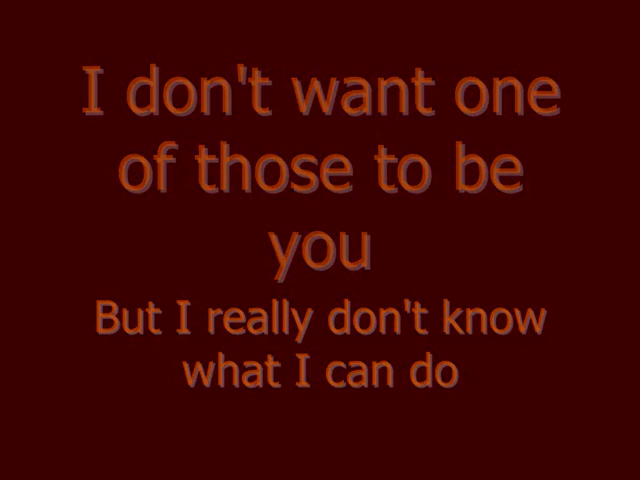 I don't want one
of those to be
you
But I really don't know
what I can do